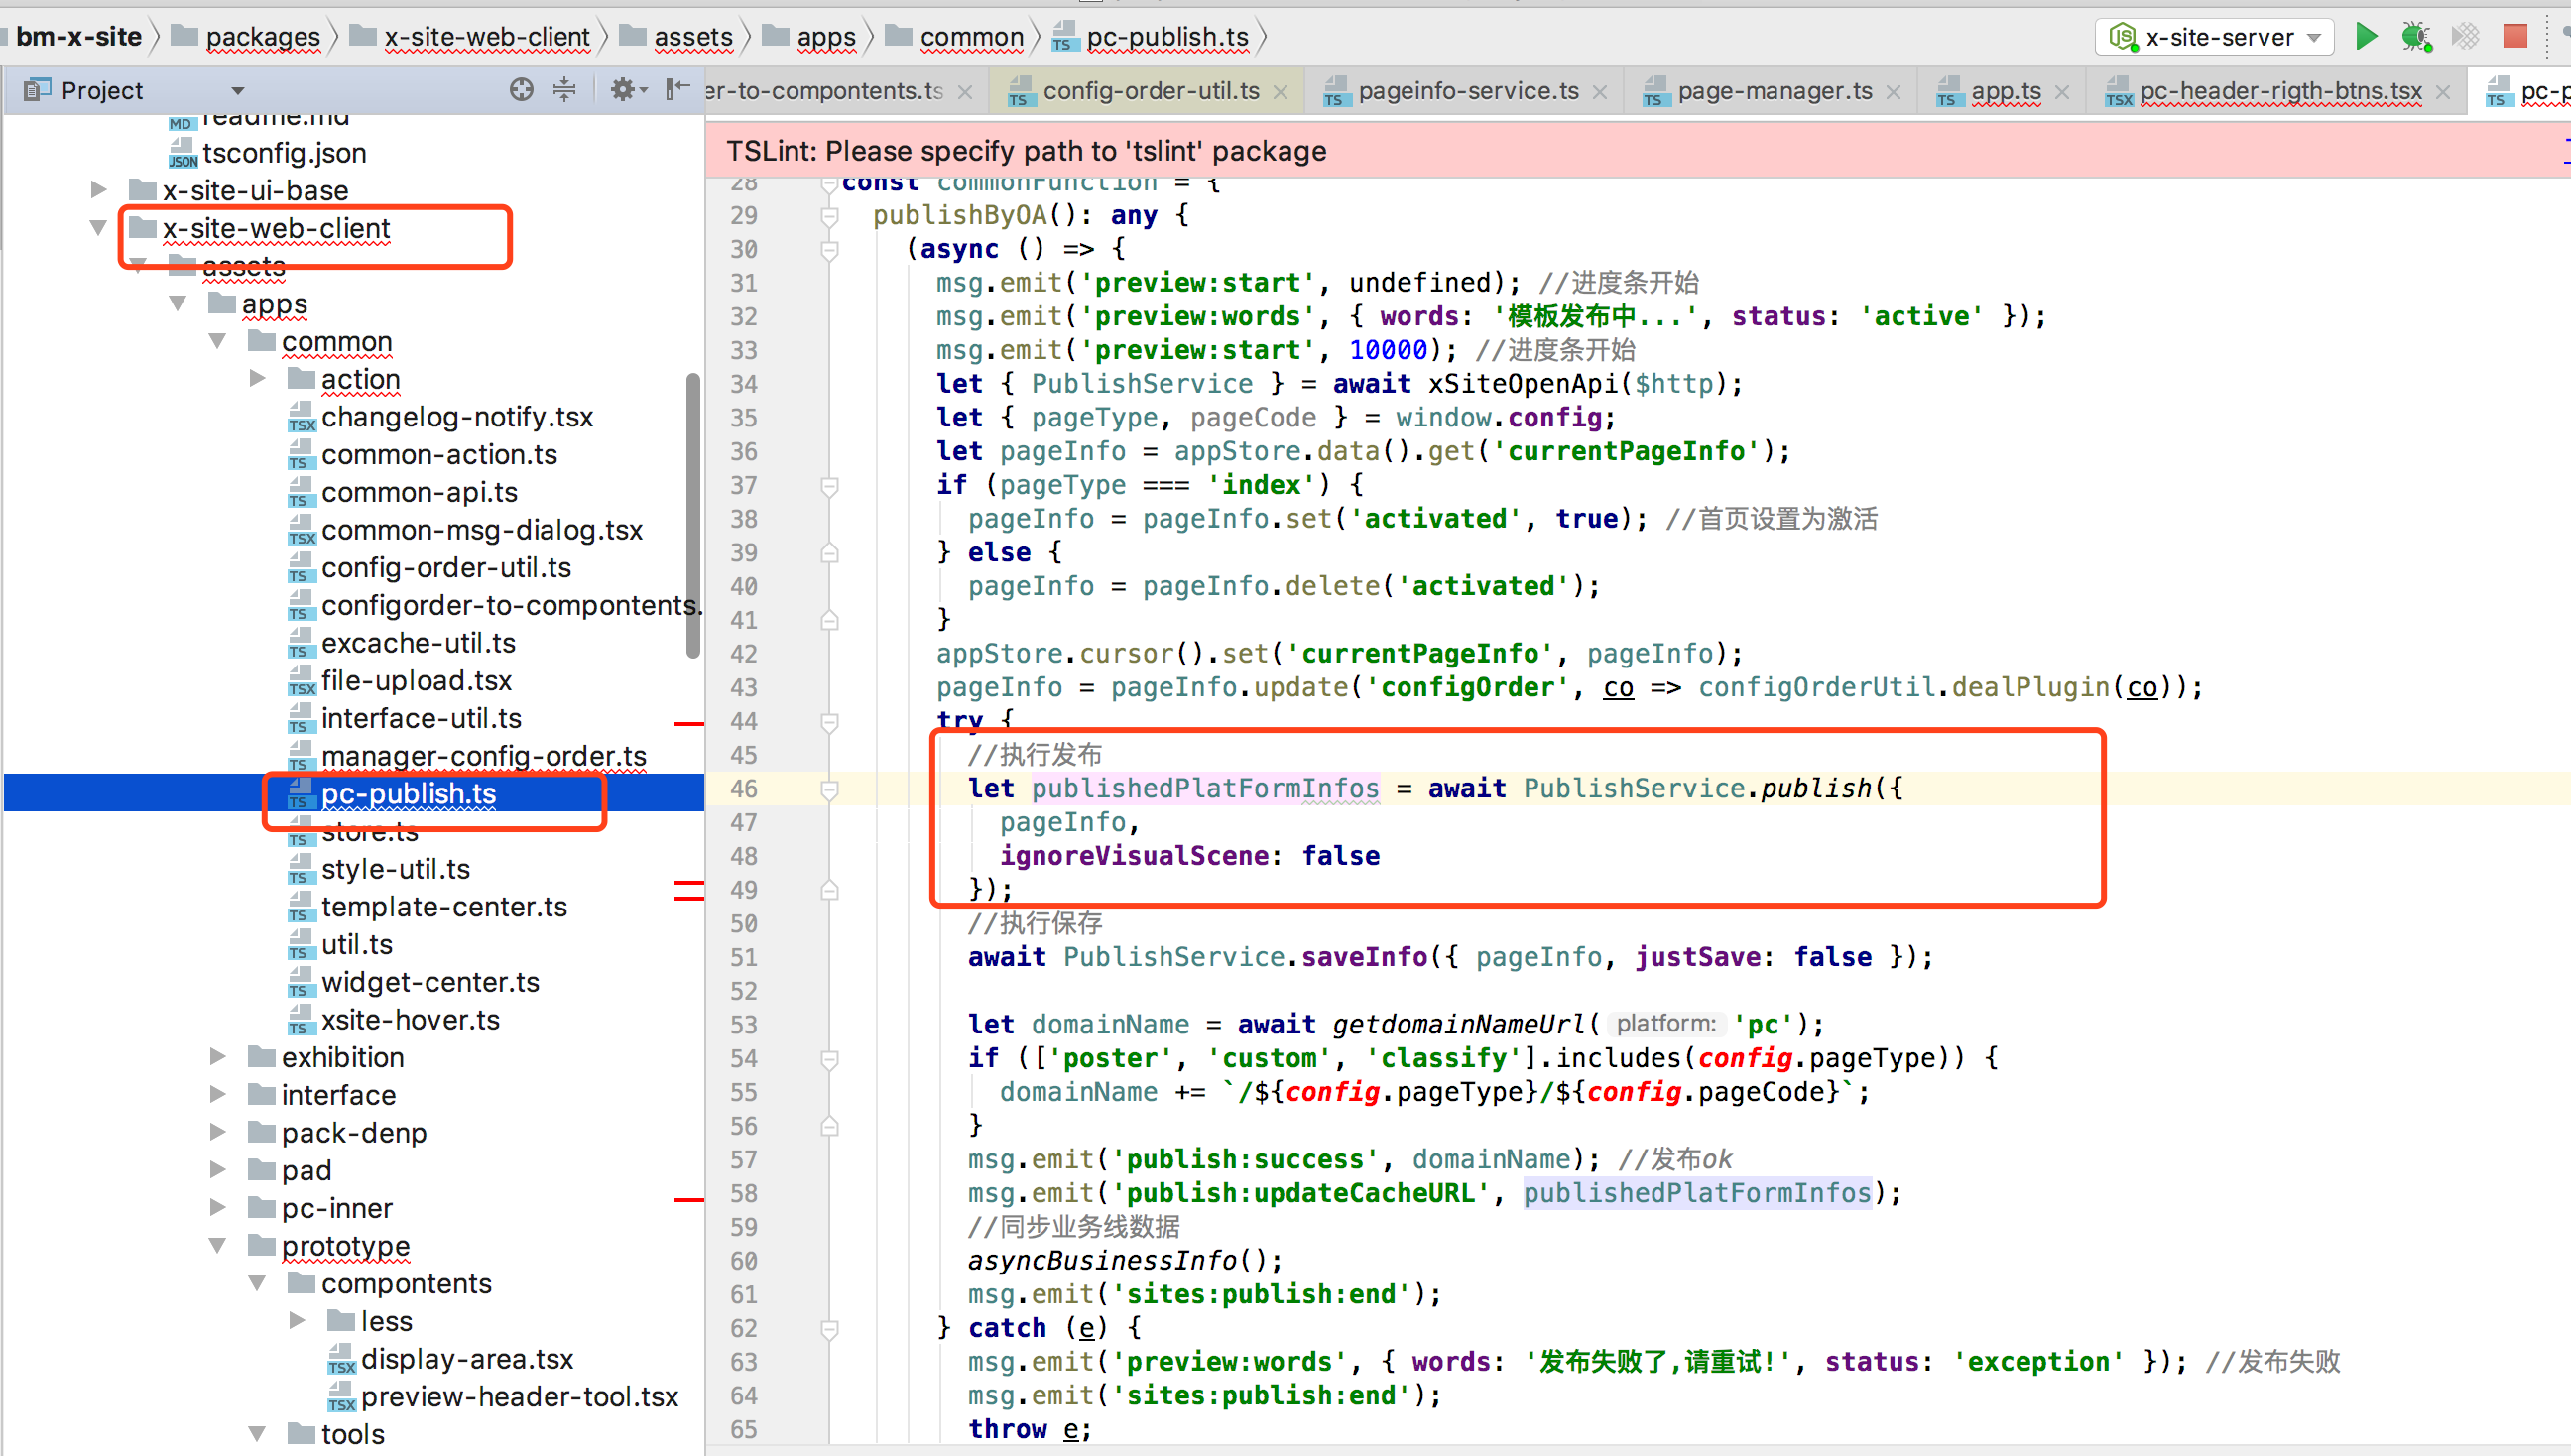 bm-x-site packages x-site-web-client assets apps common pc-publish.ts x-site-server
Project
er-to-compontents.ts config-order-util.ts pageinfo-service.ts page-manager.ts app.ts pc-header-rigth-btns.tsx
TSLint: Please specify path to 'tslint' package
readme.md
tsconfig.json
x-site-ui-base
x-site-web-client
assets
apps
common
action
changelog-notify.tsx
common-action.ts
common-api.ts
common-msg-dialog.tsx
config-order-util.ts
configorder-to-compontents.
excache-util.ts
file-upload.tsx
interface-util.ts
manager-config-order.ts
pc-publish.ts
store.ts
style-util.ts
template-center.ts
util.ts
widget-center.ts
xsite-hover.ts
exhibition
interface
pack-denp
pad
pc-inner
prototype
compontents
less
display-area.tsx
preview-header-tool.tsx
tools
28 const commonFunction = {
29 publishByOA(): any {
30 (async () => {
31 msg.emit('preview:start', undefined); //进度条开始
32 msg.emit('preview:words', { words: '模板发布中...', status: 'active' });
33 msg.emit('preview:start', 10000); //进度条开始
34 let { PublishService } = await xSiteOpenApi($http);
35 let { pageType, pageCode } = window.config;
36 let pageInfo = appStore.data().get('currentPageInfo');
37 if (pageType === 'index') {
38 pageInfo = pageInfo.set('activated', true); //首页设置为激活
39 } else {
40 pageInfo = pageInfo.delete('activated');
41 }
42 appStore.cursor().set('currentPageInfo', pageInfo);
43 pageInfo = pageInfo.update('configOrder', co => configOrderUtil.dealPlugin(co));
44 try {
45 //执行发布
46 let publishedPlatFormInfos = await PublishService.publish({
47 pageInfo,
48 ignoreVisualScene: false
49 });
50 //执行保存
51 await PublishService.saveInfo({ pageInfo, justSave: false });
52
53 let domainName = await getdomainNameUrl( platform: 'pc');
54 if (['poster', 'custom', 'classify'].includes(config.pageType)) {
55 domainName += `/${config.pageType}/${config.pageCode}`;
56 }
57 msg.emit('publish:success', domainName); //发布ok
58 msg.emit('publish:updateCacheURL', publishedPlatFormInfos);
59 //同步业务线数据
60 asyncBusinessInfo();
61 msg.emit('sites:publish:end');
62 } catch (e) {
63 msg.emit('preview:words', { words: '发布失败了,请重试!', status: 'exception' }); //发布失败
64 msg.emit('sites:publish:end');
65 throw e;